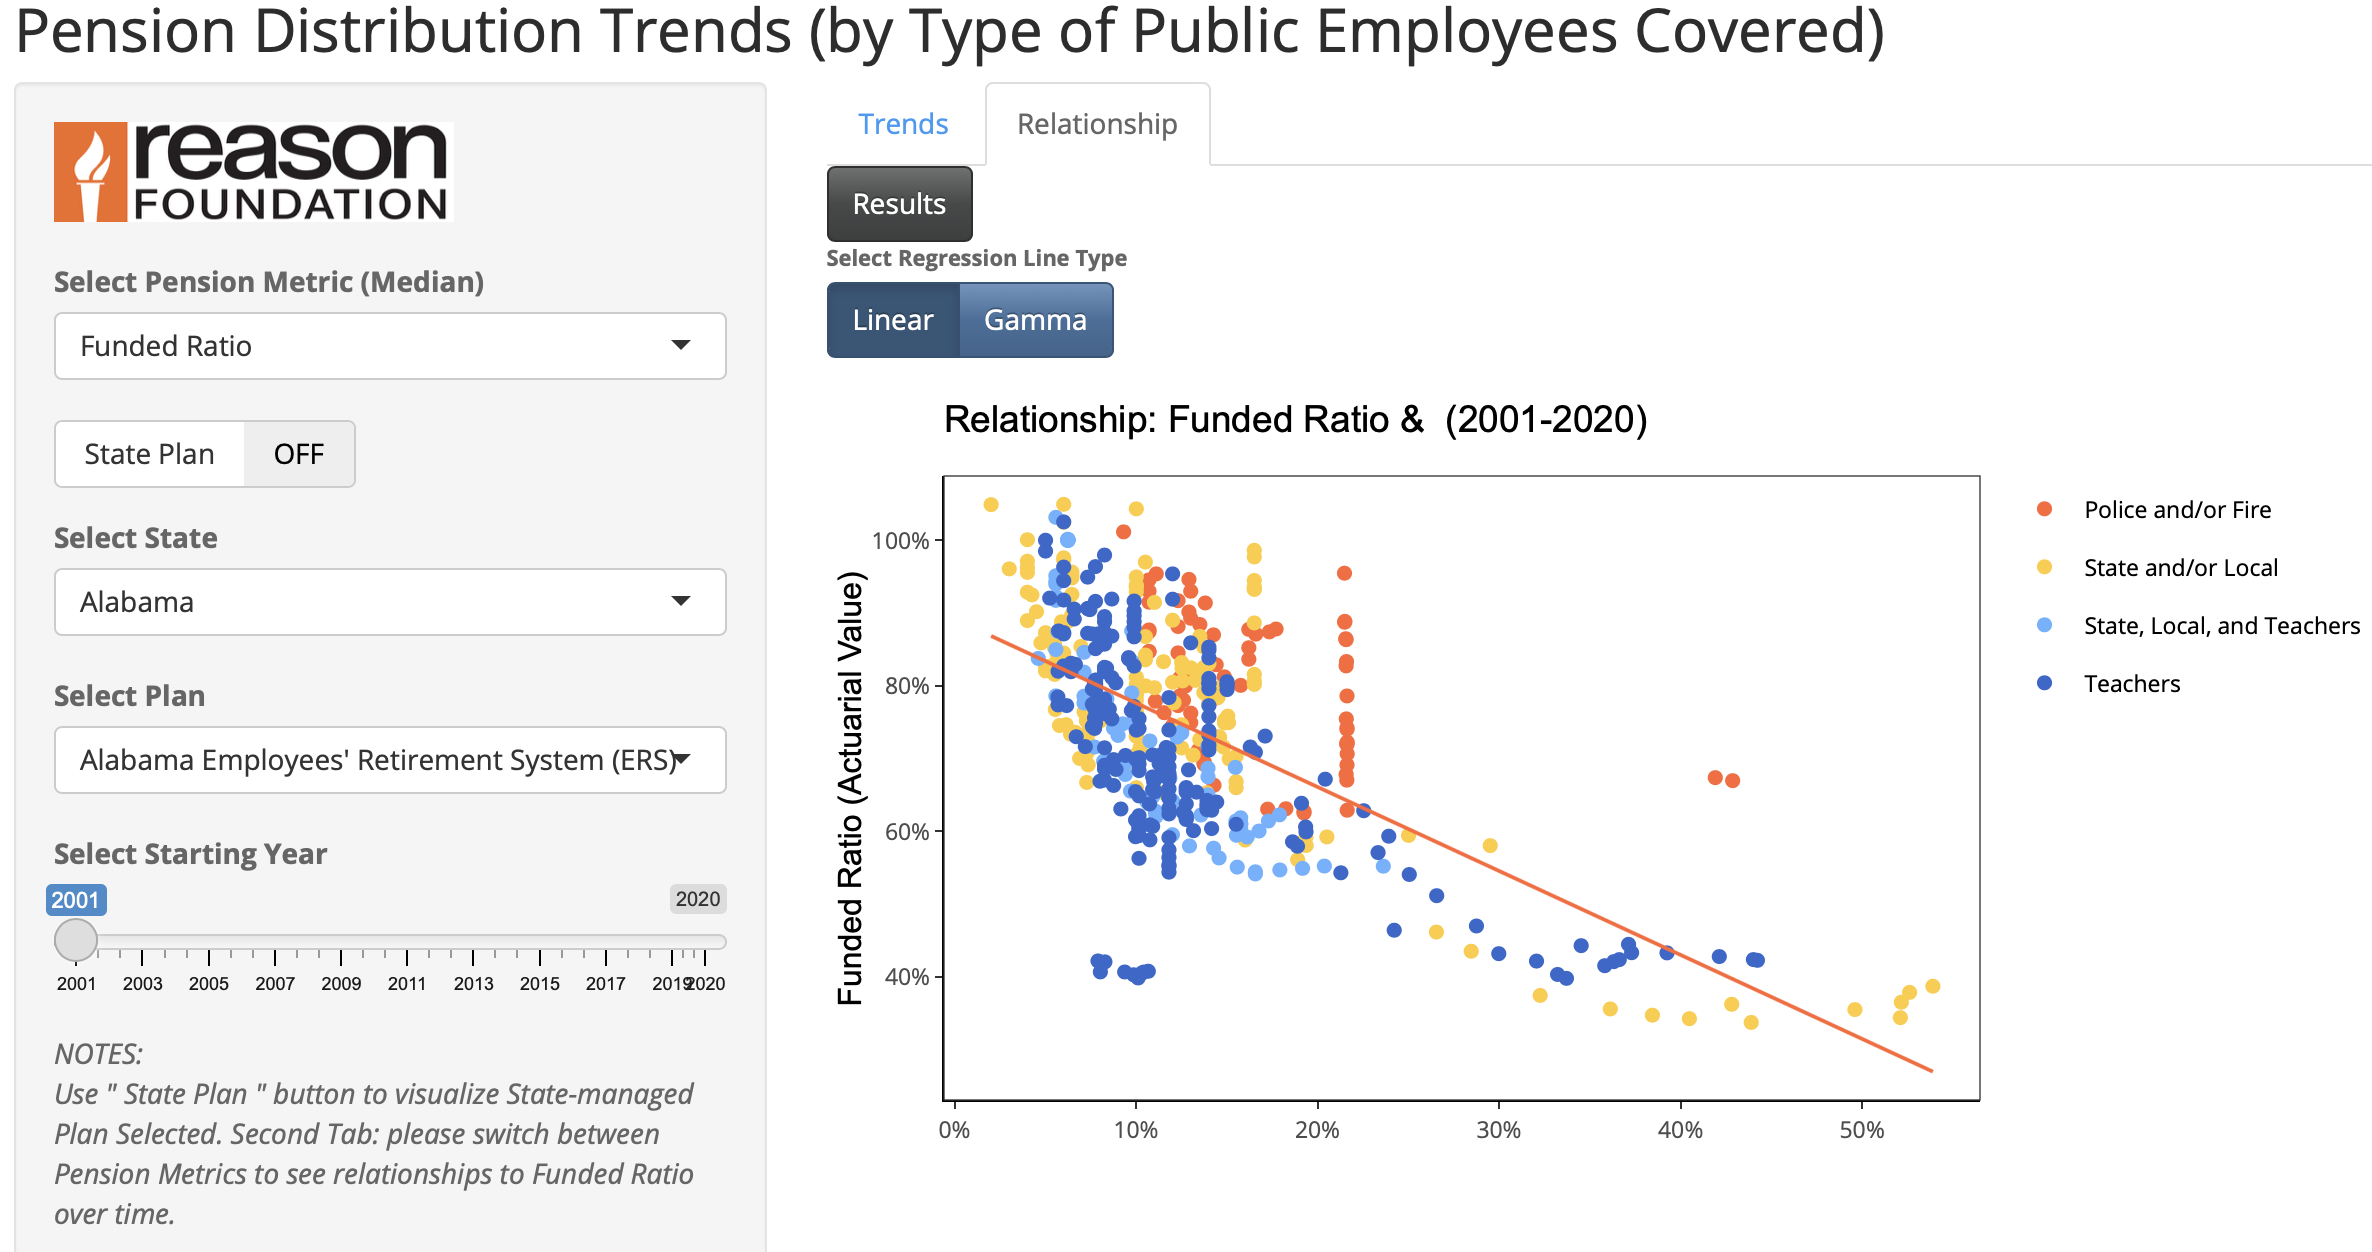 Pension Distribution Trends (by Type of Public Employees Covered)
reason
FOUNDATION
Select Pension Metric (Median)
Funded Ratio
State Plan OFF
Select State
Alabama
Select Plan
Alabama Employees' Retirement System (ERS)
Select Starting Year
2001 2020
2001 2003 2005 2007 2009 2011 2013 2015 2017 2019 2020
NOTES:
Use " State Plan " button to visualize State-managed
Plan Selected. Second Tab: please switch between
Pension Metrics to see relationships to Funded Ratio
over time.
Trends Relationship
Results
Select Regression Line Type
Linear Gamma
Relationship: Funded Ratio & (2001-2020)
Funded Ratio (Actuarial Value)
100%
80%
60%
40%
0% 10% 20% 30% 40% 50%
Police and/or Fire
State and/or Local
State, Local, and Teachers
Teachers